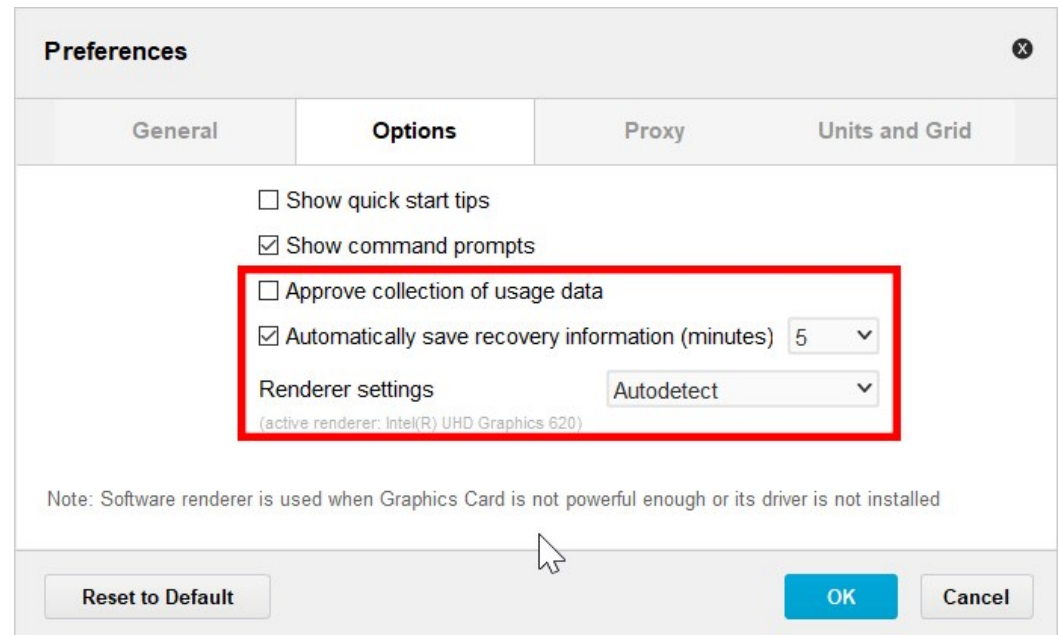 Preferences
General Options Proxy Units and Grid
Show quick start tips
Show command prompts
Approve collection of usage data
Automatically save recovery information (minutes) 5
Renderer settings Autodetect
(active renderer: Intel(R) UHD Graphics 620)
Note: Software renderer is used when Graphics Card is not powerful enough or its driver is not installed
Reset to Default OK Cancel